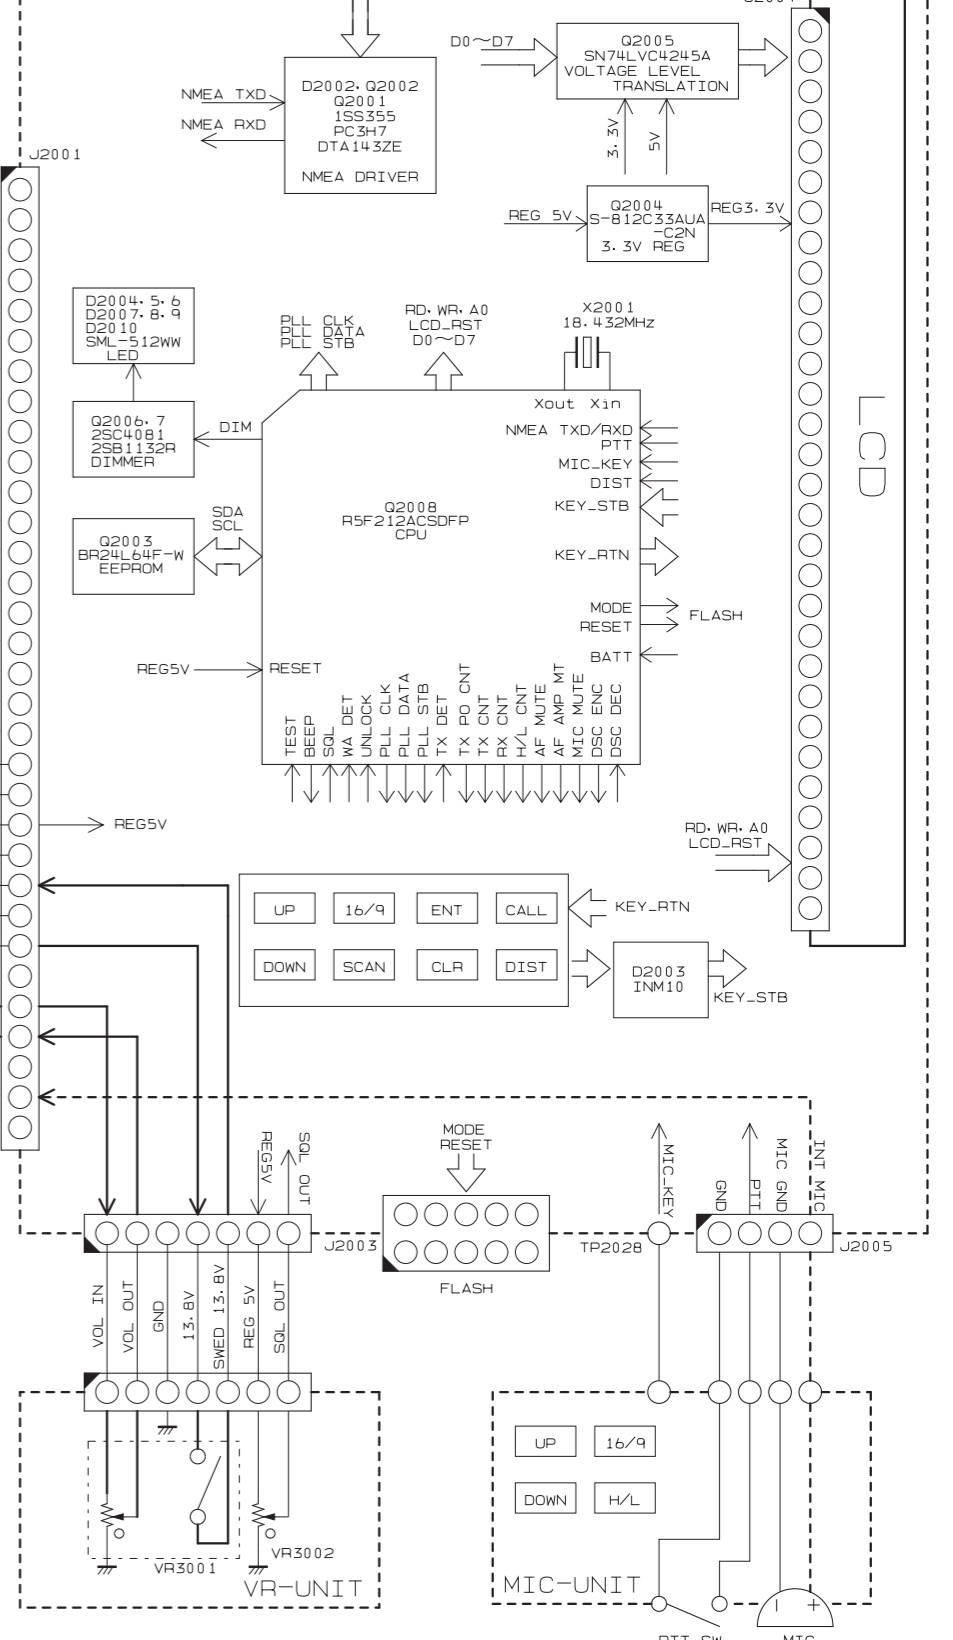 D0～D7
Q2005
SN74LVC4245A
VOLTAGE LEVEL
TRANSLATION
3.3V
5V
D2002,Q2002
Q2001
1SS355
PC3H7
DTA143ZE
NMEA DRIVER
NMEA TXD
NMEA RXD
J2001
REG 5V
Q2004
S-812C33AUA
-C2N
3.3V REG
REG3.3V
D2004,5,6
D2007,8,9
D2010
SML-512WW
LED
PLL CLK
PLL DATA
PLL STB
RD,WR,A0
LCD_RST
D0～D7
X2001
18.432MHz
Q2006,7
2SC4081
2SB1132R
DIMMER
DIM
Xout Xin
NMEA TXD/RXD
PTT
MIC_KEY
DIST
KEY_STB
KEY_RTN
MODE
RESET
FLASH
BATT
LCD
Q2008
R5F212ACSDFP
CPU
SDA
SCL
Q2003
BR24L64F-W
EEPROM
REG5V
RESET
TEST
BEEP
SQL
WA DET
UNLOCK
PLL CLK
PLL DATA
PLL STB
TX DET
TX PO CNT
TX CNT
RX CNT
H/L CNT
AF MUTE
AF AMP MT
MIC MUTE
DSC ENC
DSC DEC
REG5V
RD,WR,A0
LCD_RST
UP
16/9
ENT
CALL
KEY_RTN
DOWN
SCAN
CLR
DIST
D2003
INM10
KEY_STB
REG5V
SQL OUT
MODE
RESET
MIC_KEY
GND
PTT
MIC GND
INT MIC
J2003
TP2028
J2005
FLASH
VOL IN
VOL OUT
GND
13.8V
SWED 13.8V
REG 5V
SQL OUT
UP
16/9
DOWN
H/L
VR3001
VR3002
VR-UNIT
MIC-UNIT
－
+